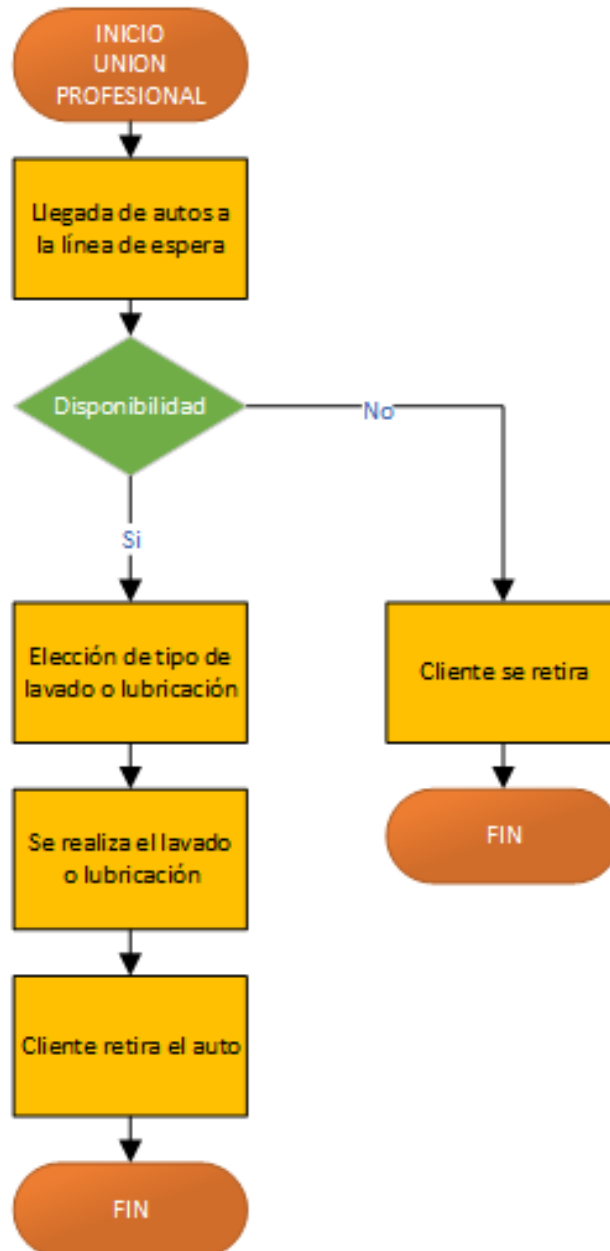 INICIO
UNION
PROFESIONAL
Llegada de autos a
la línea de espera
Disponibilidad
No
Si
Elección de tipo de
lavado o lubricación
Cliente se retira
Se realiza el lavado
o lubricación
FIN
Cliente retira el auto
FIN